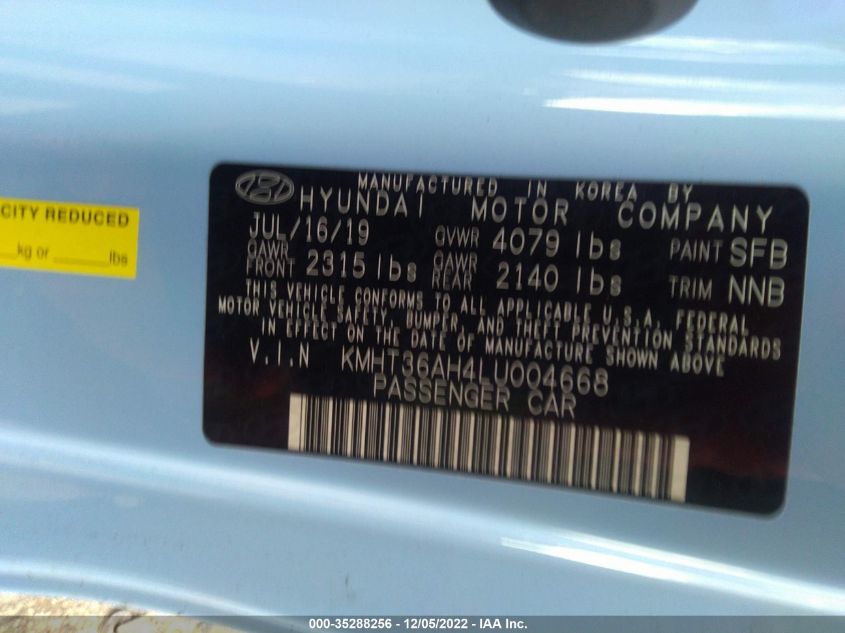 MANUFACTURED IN KOREA BY
HYUNDAI MOTOR COMPANY
JUL/16/19 GVWR 4079 lbs PAINT SFB
GAWR FRONT 2315 lbs GAWR REAR 2140 lbs TRIM NNB
THIS VEHICLE CONFORMS TO ALL APPLICABLE U.S.A. FEDERAL
MOTOR VEHICLE SAFETY, BUMPER, AND THEFT PREVENTION STANDARDS
IN EFFECT ON THE DATE OF MANUFACTURE SHOWN ABOVE
V.I.N KMHT36AH4LU004668
PASSENGER CAR
CITY REDUCED
kg or lbs
000-35288256 - 12/05/2022 - IAA Inc.